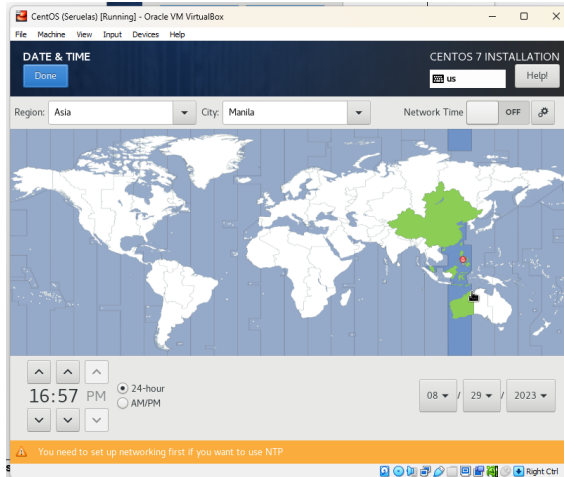 CentOS (Seruelas) [Running] - Oracle VM VirtualBox
File Machine View Input Devices Help
DATE & TIME
CENTOS 7 INSTALLATION
Done
us
Help!
Region: Asia City: Manila Network Time OFF
16:57 PM
24-hour
AM/PM
08 / 29 / 2023
You need to set up networking first if you want to use NTP
Right Ctrl